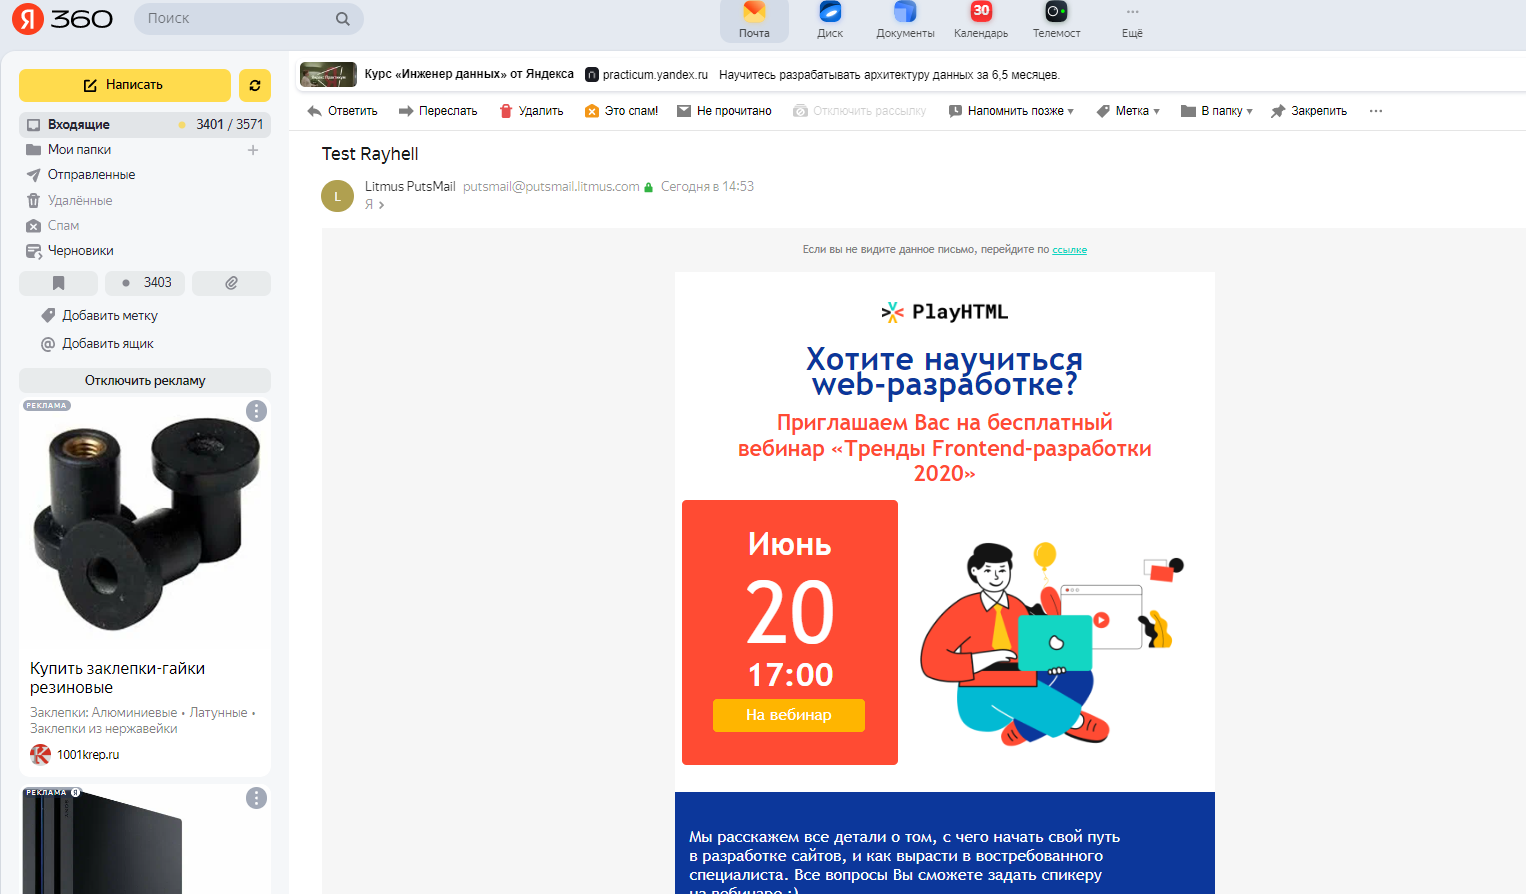 Я 360
Поиск
Почта
Диск
Документы
30
Календарь
Телемост
Ещё
Написать
Входящие 3401 / 3571
Мои папки
Отправленные
Удалённые
Спам
Черновики
3403
Добавить метку
Добавить ящик
Отключить рекламу
РЕКЛАМА
Купить заклепки-гайки
резиновые
Заклепки: Алюминиевые • Латунные •
Заклепки из нержавейки
1001krep.ru
РЕКЛАМА Я
Курс «Инженер данных» от Яндекса practicum.yandex.ru Научитесь разрабатывать архитектуру данных за 6,5 месяцев.
Ответить Переслать Удалить Это спам! Не прочитано Отключить рассылку Напомнить позже Метка В папку Закрепить
Test Rayhell
L
Litmus PutsMail putsmail@putsmail.litmus.com Сегодня в 14:53
Я
Если вы не видите данное письмо, перейдите по ссылке
PlayHTML
Хотите научиться
web-разработке?
Приглашаем Вас на бесплатный
вебинар «Тренды Frontend-разработки
2020»
Июнь
20
17:00
На вебинар
Мы расскажем все детали о том, с чего начать свой путь
в разработке сайтов, и как вырасти в востребованного
специалиста. Все вопросы Вы сможете задать спикеру
на вебинаре :)